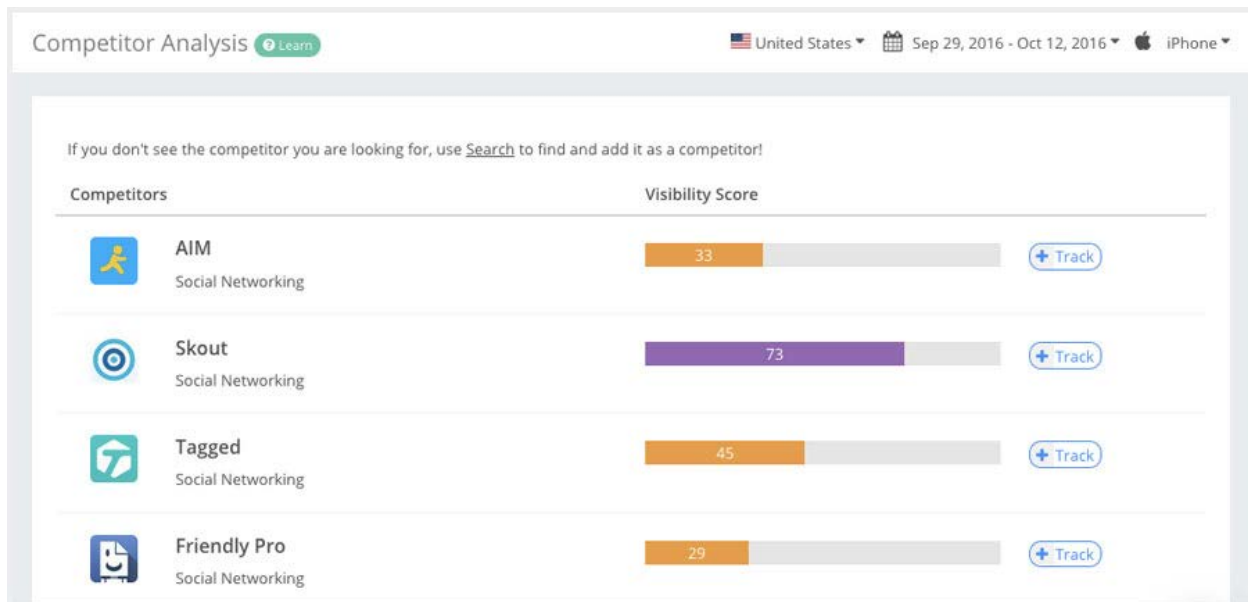 Competitor Analysis ? Learn United States Sep 29, 2016 - Oct 12, 2016 iPhone
If you don't see the competitor you are looking for, use Search to find and add it as a competitor!
Competitors Visibility Score
AIM
Social Networking
33
+ Track
Skout
Social Networking
73
+ Track
Tagged
Social Networking
45
+ Track
Friendly Pro
Social Networking
29
+ Track